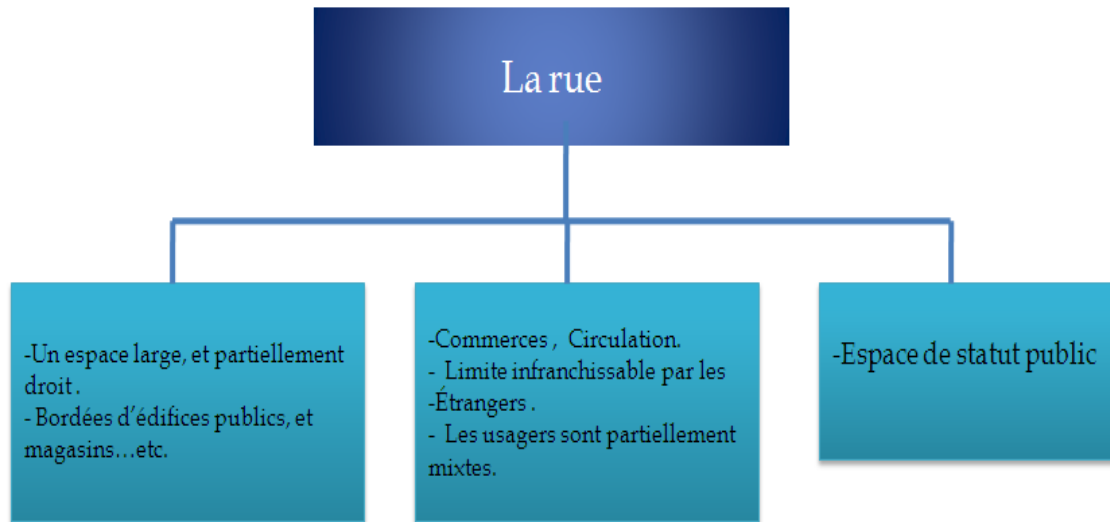 La rue
-Un espace large, et partiellement
droit .
- Bordées d’édifices publics, et
magasins…etc.
-Commerces , Circulation.
- Limite infranchissable par les
-Étrangers .
- Les usagers sont partiellement
mixtes.
-Espace de statut public